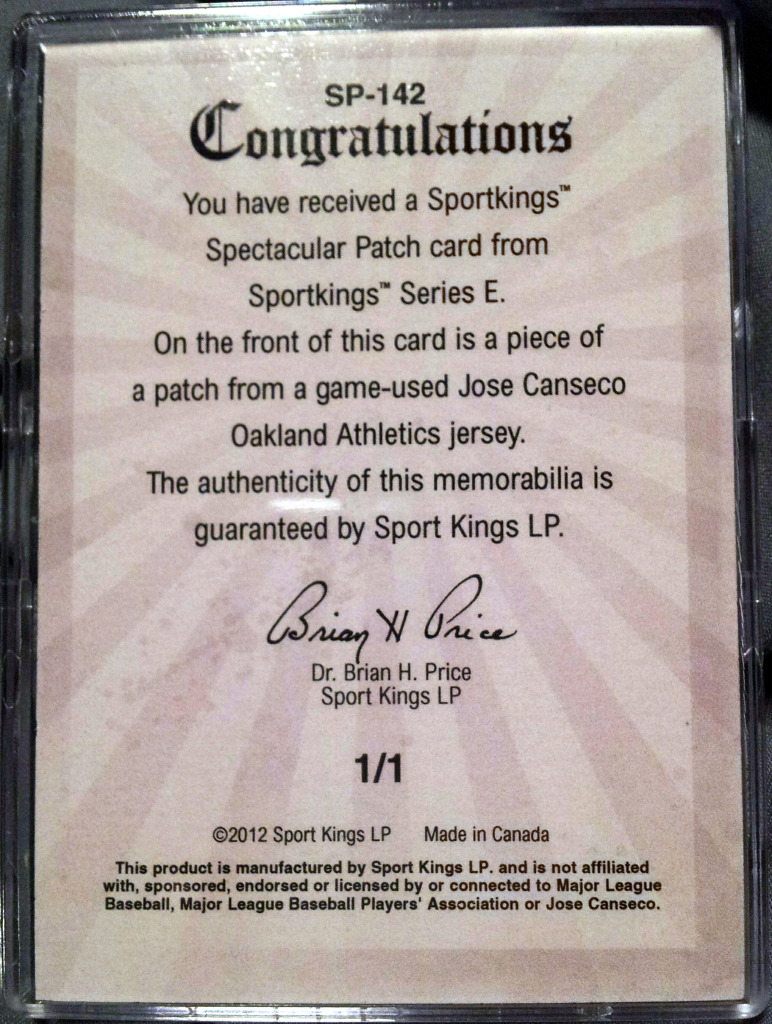 SP-142
Congratulations
You have received a Sportkings™
Spectacular Patch card from
Sportkings™ Series E.
On the front of this card is a piece of
a patch from a game-used Jose Canseco
Oakland Athletics jersey.
The authenticity of this memorabilia is
guaranteed by Sport Kings LP.
Brian H Price
Dr. Brian H. Price
Sport Kings LP
1/1
©2012 Sport Kings LP Made in Canada
This product is manufactured by Sport Kings LP. and is not affiliated
with, sponsored, endorsed or licensed by or connected to Major League
Baseball, Major League Baseball Players' Association or Jose Canseco.